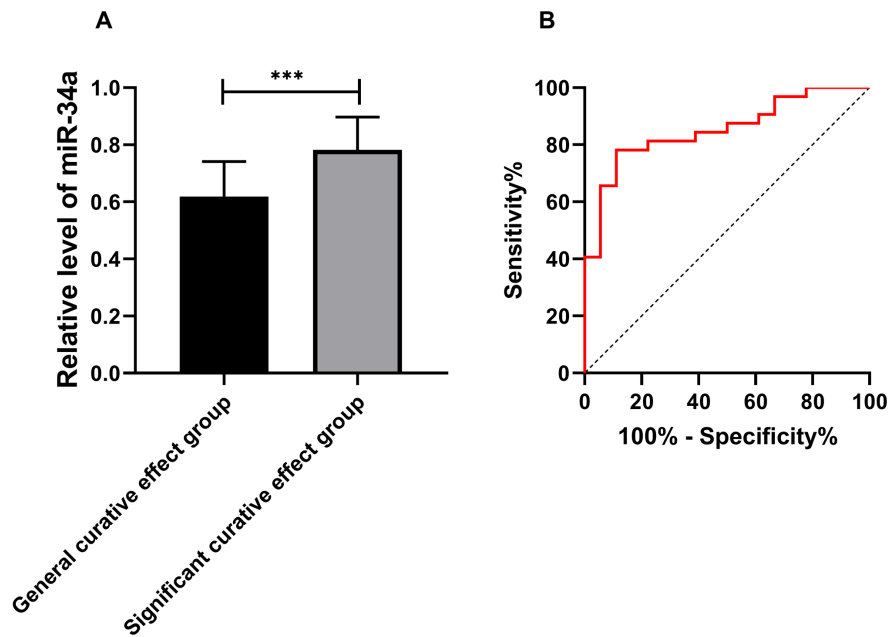 A
Relative level of miR-34a
1.0
0.8
0.6
0.4
0.2
0.0
***
General curative effect group
Significant curative effect group
B
Sensitivity%
100
80
60
40
20
0
0 20 40 60 80 100
100% - Specificity%